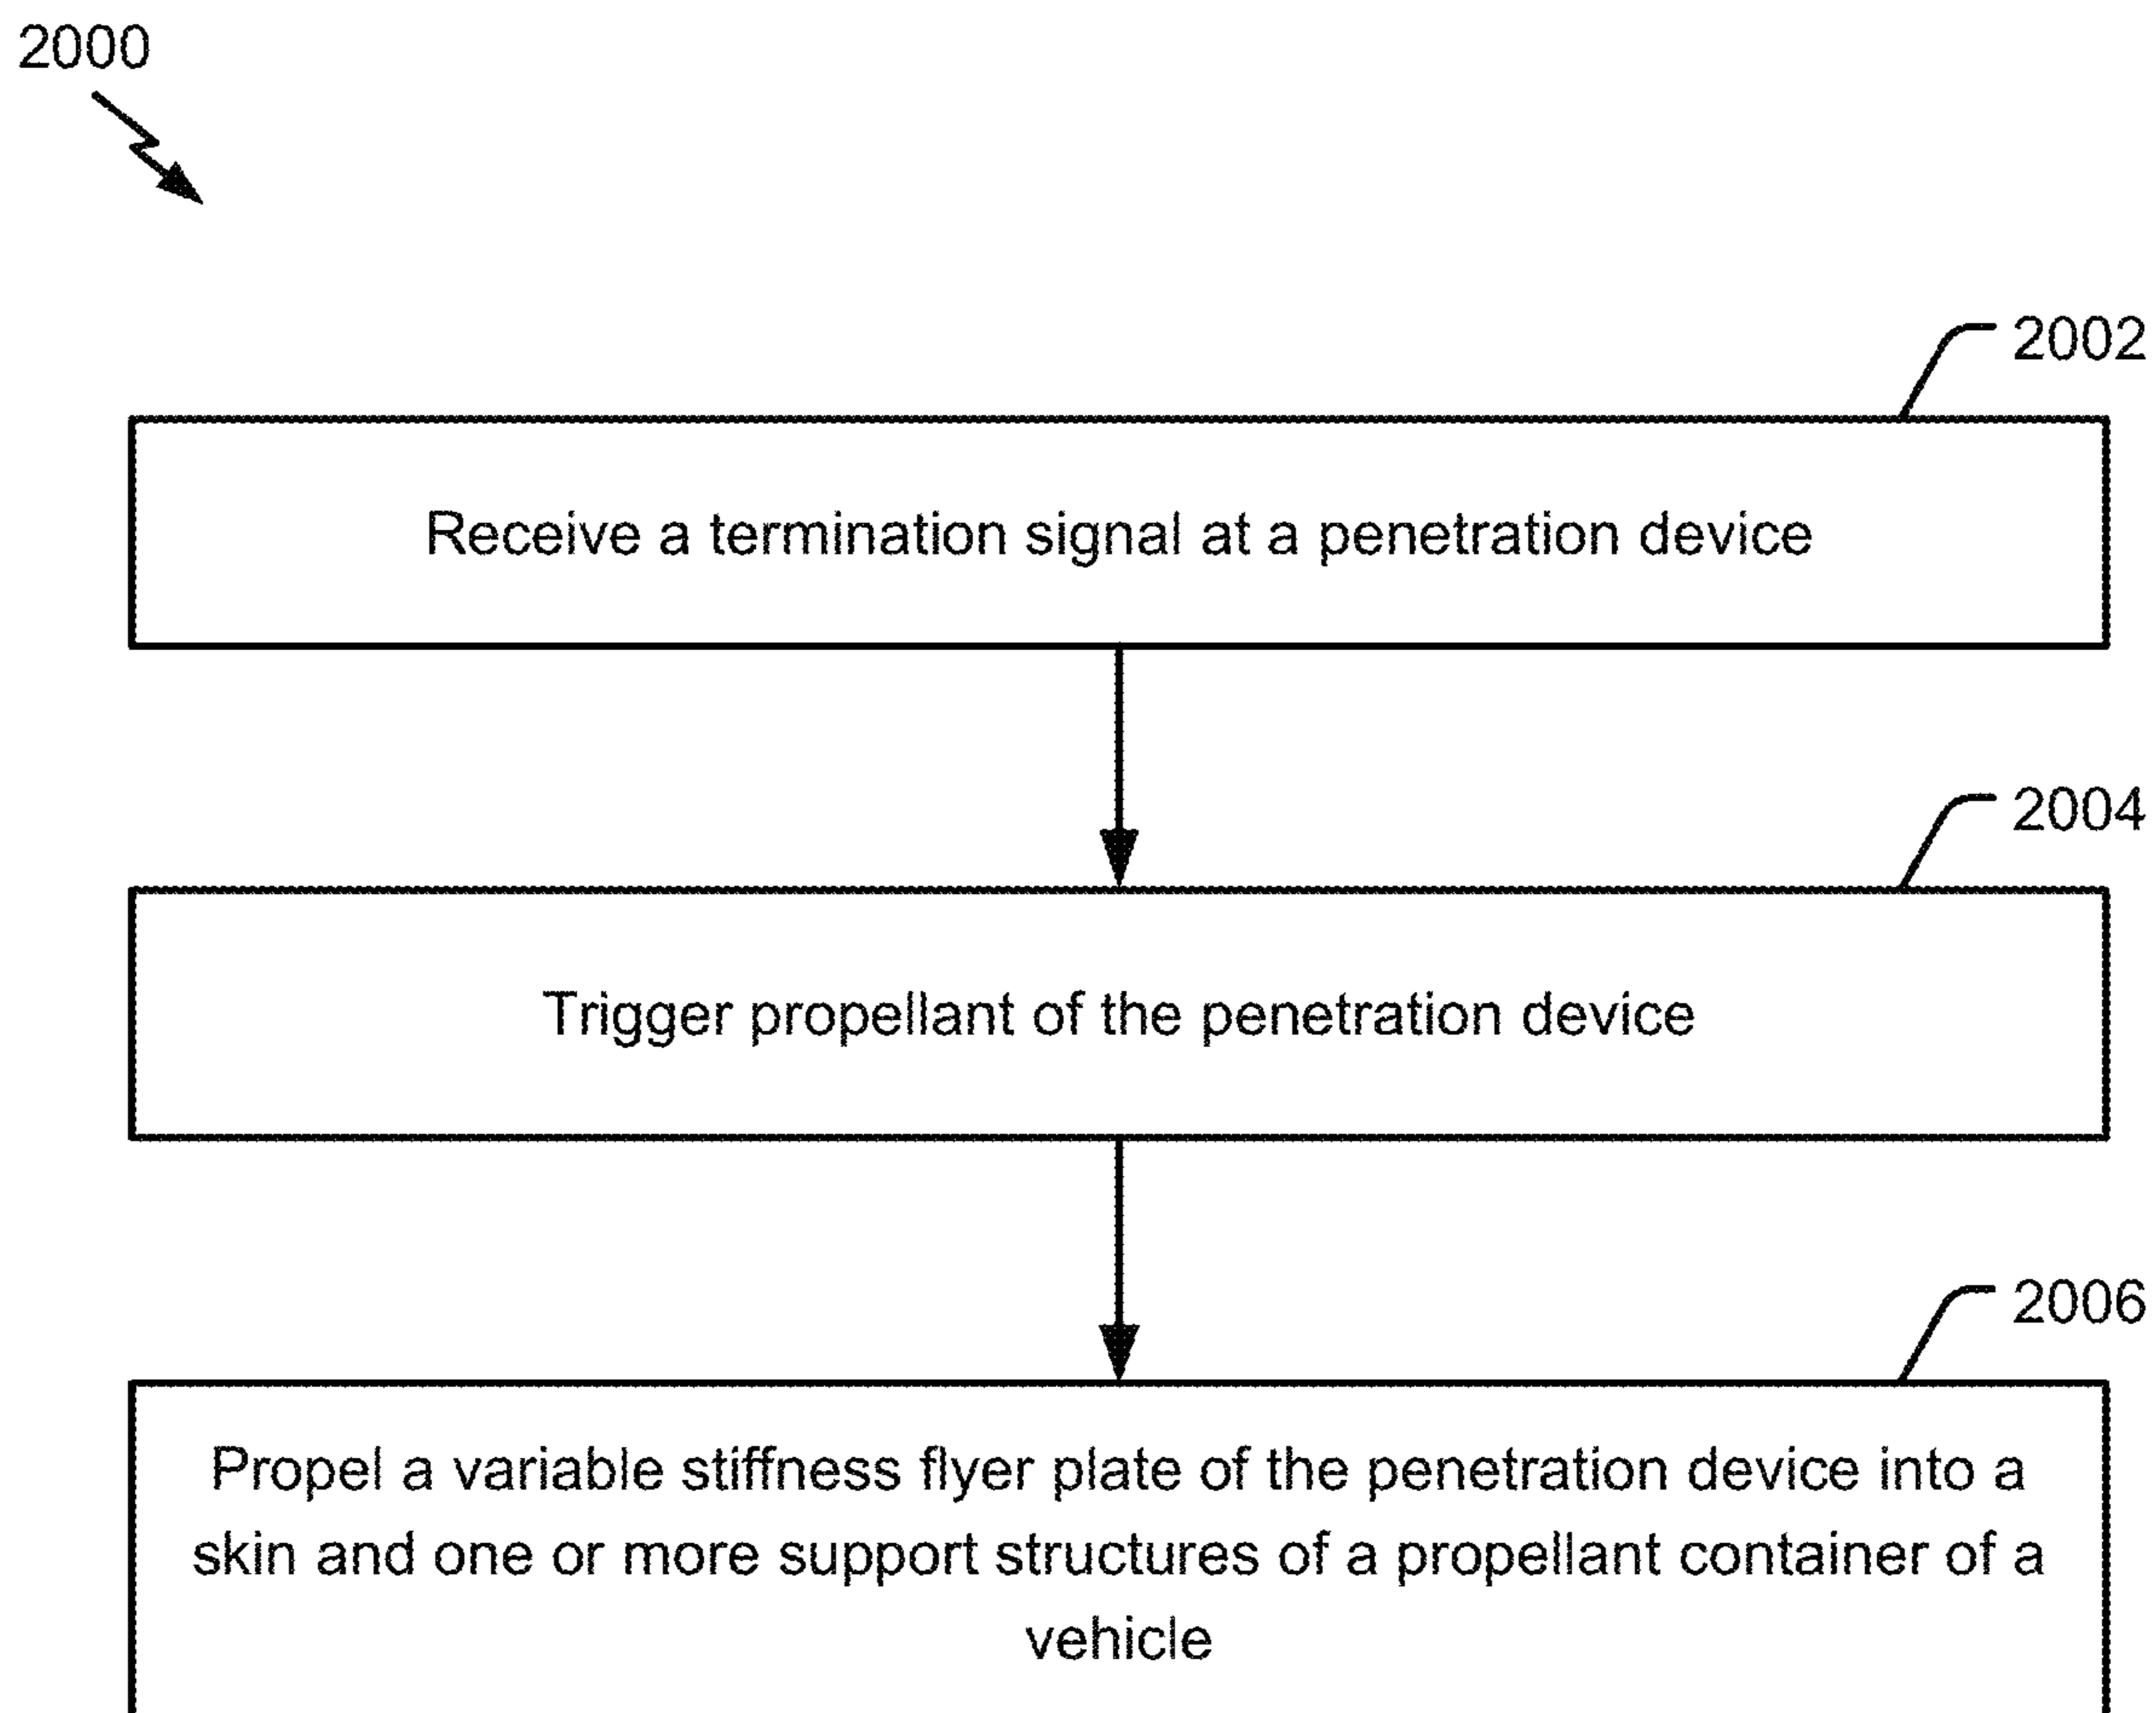 2000
2002
Receive a termination signal at a penetration device
2004
Trigger propellant of the penetration device
2006
Propel a variable stiffness flyer plate of the penetration device into a
skin and one or more support structures of a propellant container of a
vehicle